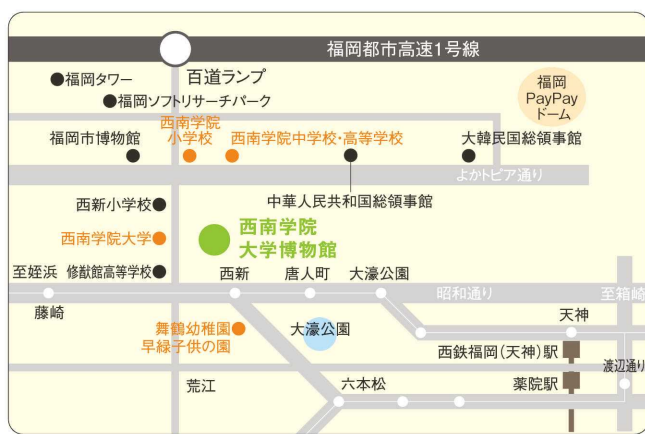 福岡都市高速1号線
福岡タワー
百道ランプ
福岡
PayPay
ドーム
福岡ソフトリサーチパーク
福岡市博物館
西南学院
小学校
西南学院中学校・高等学校
大韓民国総領事館
よかトピア通り
中華人民共和国総領事館
西新小学校
西南学院大学
西南学院
大学博物館
至姪浜
修猷館高等学校
西新
唐人町
大濠公園
昭和通り
至箱崎
藤崎
舞鶴幼稚園
早緑子供の園
大濠公園
天神
西鉄福岡(天神)駅
渡辺通り
荒江
六本松
薬院駅